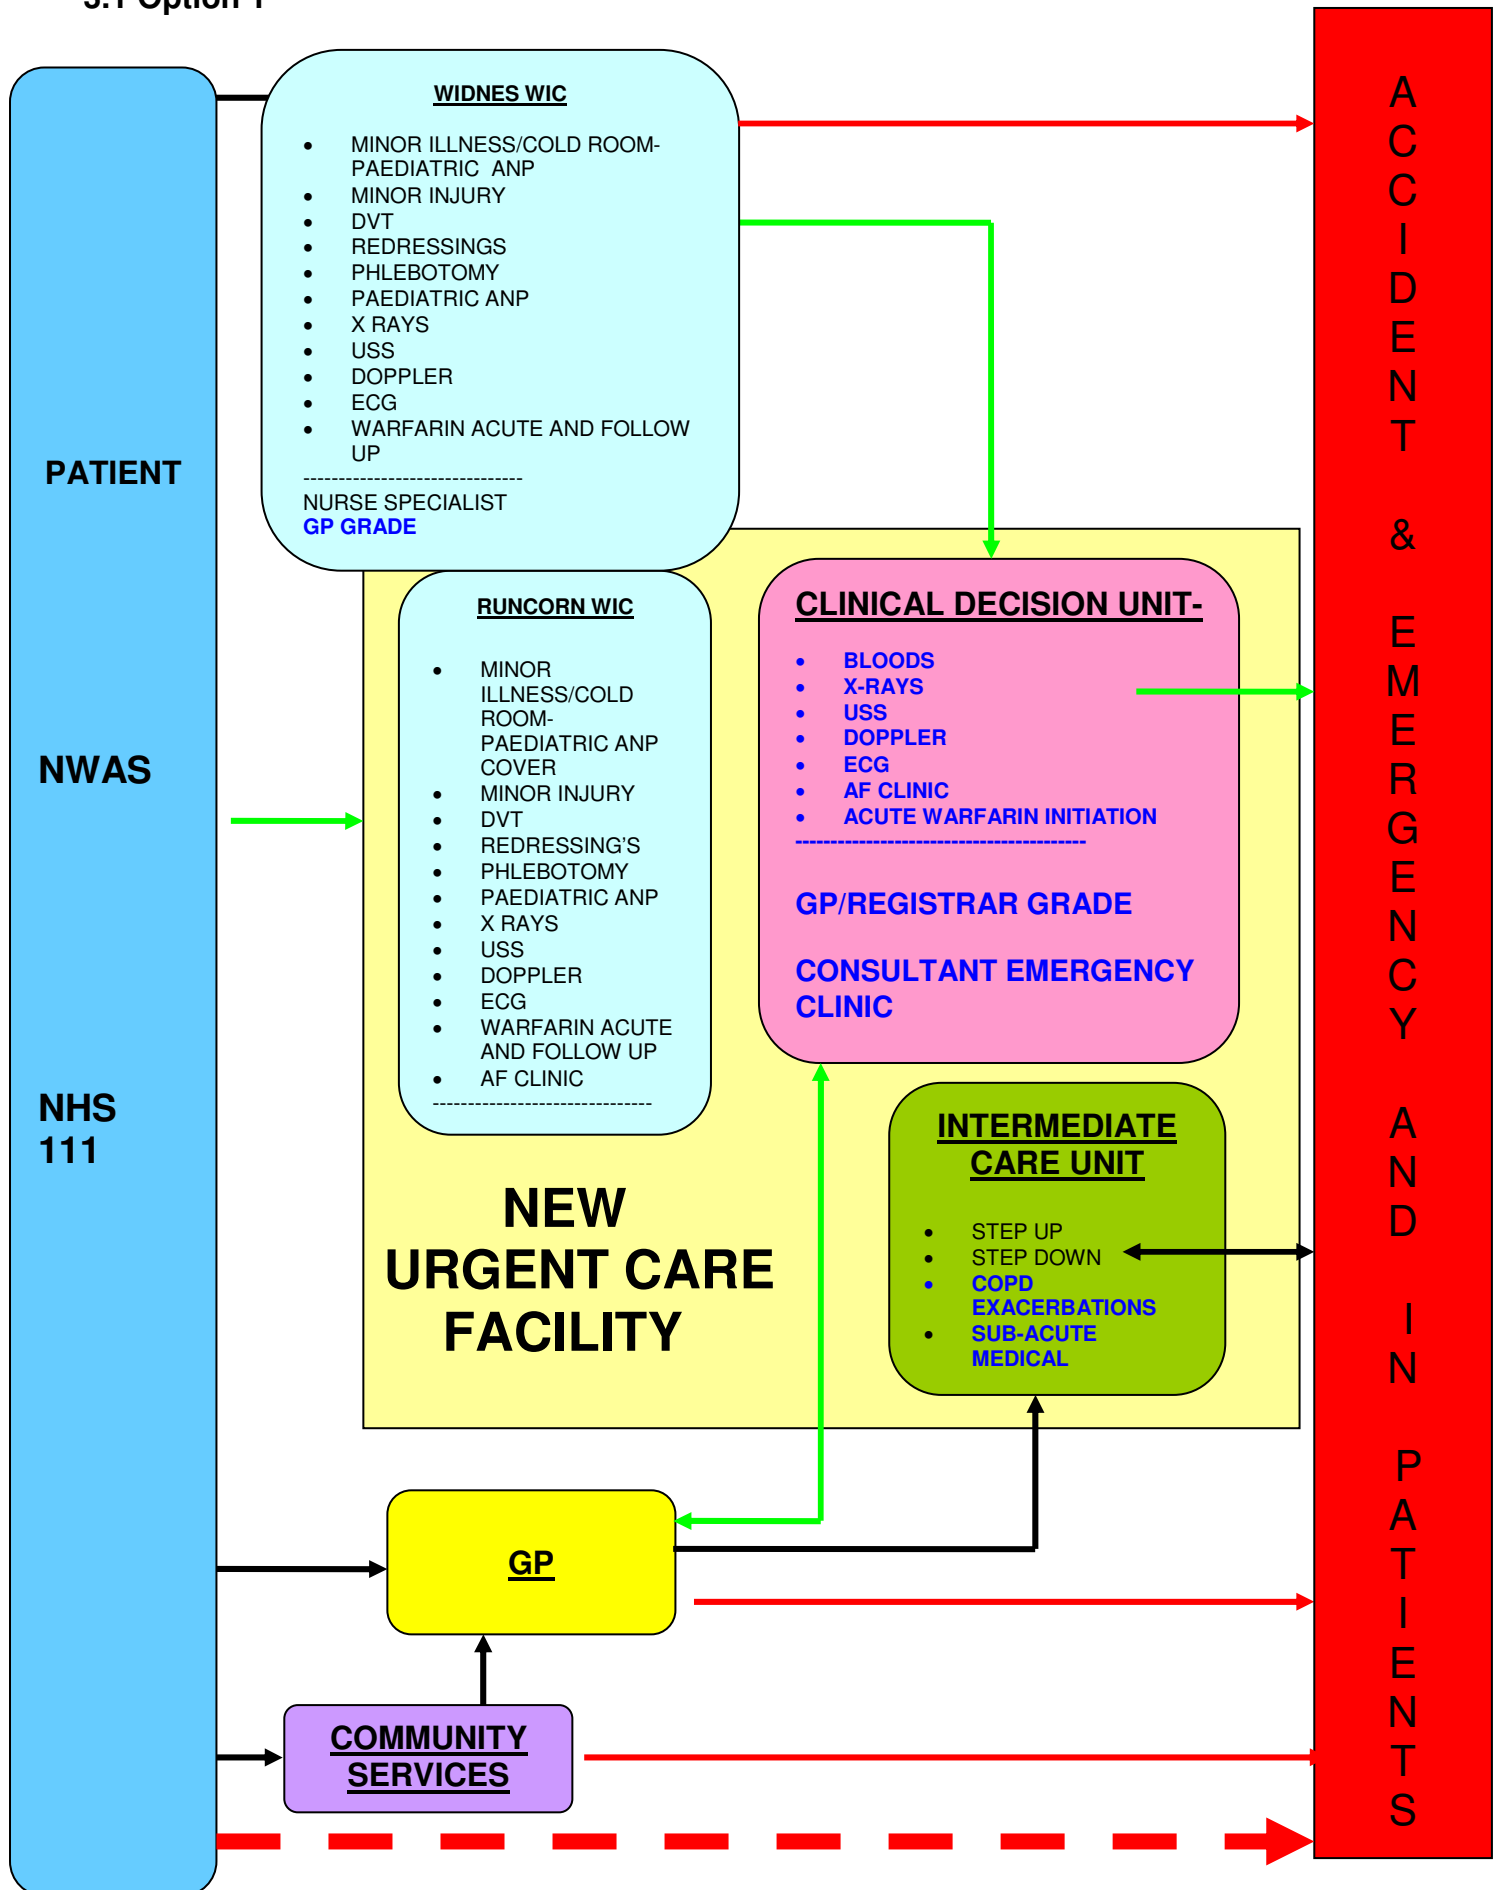 3.1 Option 1
PATIENT
NWAS
NHS
111
WIDNES WIC
• MINOR ILLNESS/COLD ROOM-
PAEDIATRIC ANP
• MINOR INJURY
• DVT
• REDRESSINGS
• PHLEBOTOMY
• PAEDIATRIC ANP
• X RAYS
• USS
• DOPPLER
• ECG
• WARFARIN ACUTE AND FOLLOW
UP
-------------------------------
NURSE SPECIALIST
GP GRADE
RUNCORN WIC
• MINOR
ILLNESS/COLD
ROOM-
PAEDIATRIC ANP
COVER
• MINOR INJURY
• DVT
• REDRESSING'S
• PHLEBOTOMY
• PAEDIATRIC ANP
• X RAYS
• USS
• DOPPLER
• ECG
• WARFARIN ACUTE
AND FOLLOW UP
• AF CLINIC
-------------------------------
CLINICAL DECISION UNIT-
• BLOODS
• X-RAYS
• USS
• DOPPLER
• ECG
• AF CLINIC
• ACUTE WARFARIN INITIATION
-----------------------------------------
GP/REGISTRAR GRADE
CONSULTANT EMERGENCY
CLINIC
INTERMEDIATE
CARE UNIT
• STEP UP
• STEP DOWN
• COPD
EXACERBATIONS
• SUB-ACUTE
MEDICAL
NEW
URGENT CARE
FACILITY
GP
COMMUNITY
SERVICES
ACCIDENT & EMERGENCY AND IN PATIENTS